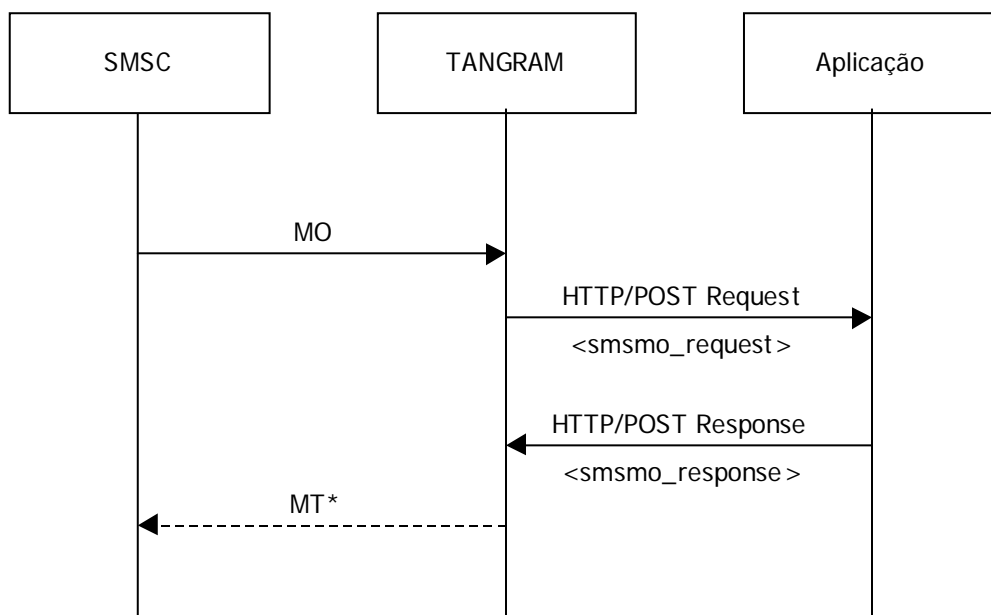 SMSC
TANGRAM
Aplicação
MO
HTTP/POST Request
<smsmo_request>
HTTP/POST Response
<smsmo_response>
MT*